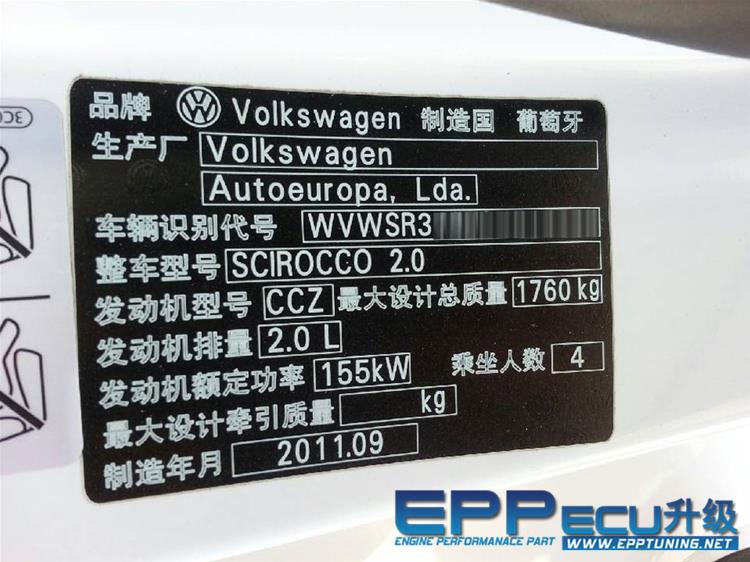 品牌 Volkswagen 制造国 葡萄牙
生产厂 Volkswagen
Autoeuropa, Lda.
车辆识别代号 WVWSR3
整车型号 SCIROCCO 2.0
发动机型号 CCZ 最大设计总质量 1760 kg
发动机排量 2.0 L
发动机额定功率 155kW 乘坐人数 4
最大设计牵引质量 kg
制造年月 2011.09
3C0
EPP ECU升级
ENGINE PERFORMANACE PART WWW.EPPTUNING.NET